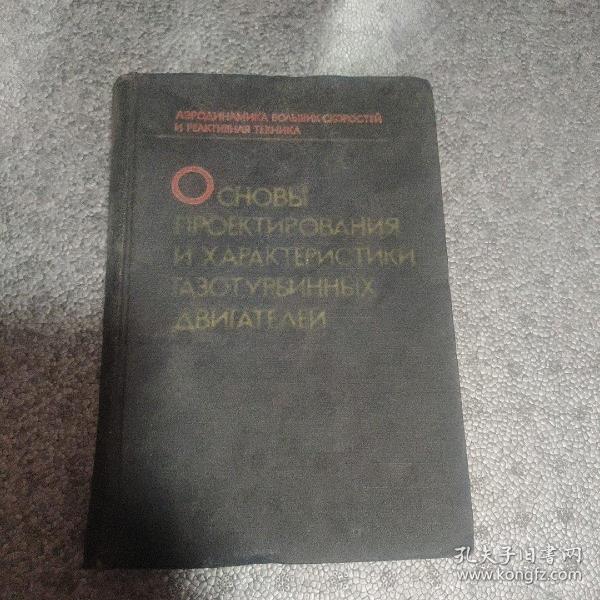 АЭРОДИНАМИКА БОЛЬШИХ СКОРОСТЕЙ
И РЕАКТИВНАЯ ТЕХНИКА
ОСНОВЫ
ПРОЕКТИРОВАНИЯ
И ХАРАКТЕРИСТИКИ
ГАЗОТУРБИННЫХ
ДВИГАТЕЛЕЙ
孔夫子旧书网
www.kongfz.com